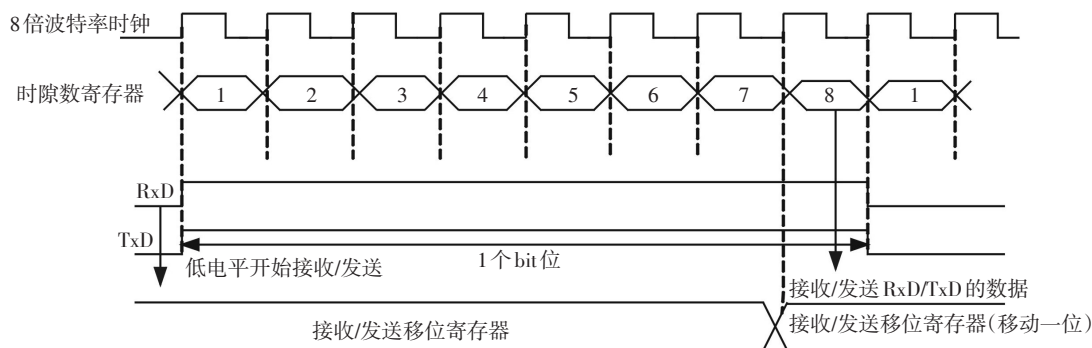 8倍波特率时钟
时隙数寄存器
1 2 3 4 5 6 7 8 1
RxD
TxD
1个bit位
低电平开始接收/发送
接收/发送RxD/TxD的数据
接收/发送移位寄存器
接收/发送移位寄存器(移动一位)